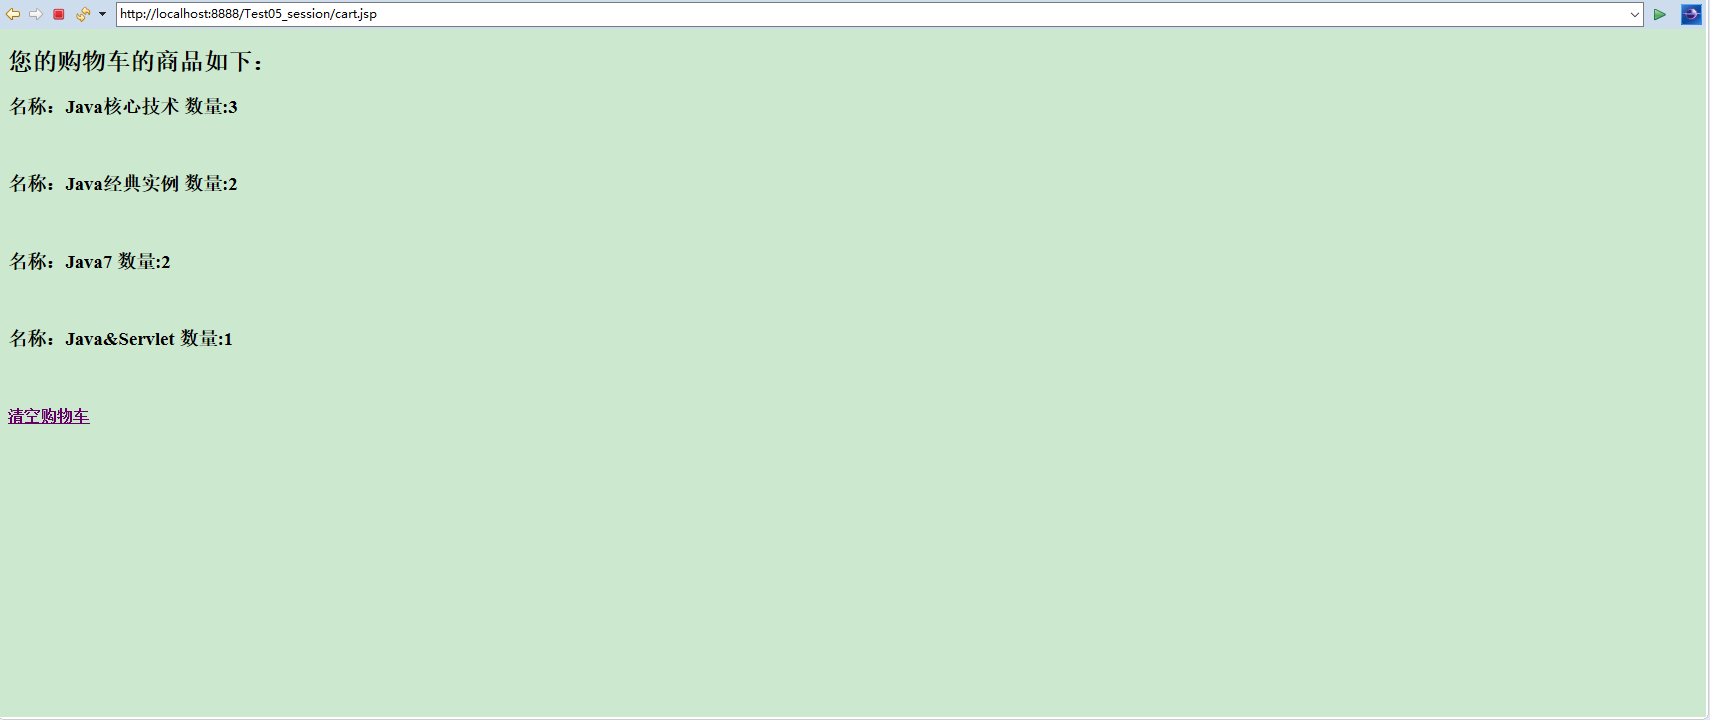 http://localhost:8888/Test05_session/cart.jsp
您的购物车的商品如下：
名称：Java核心技术 数量:3
名称：Java经典实例 数量:2
名称：Java7 数量:2
名称：Java&Servlet 数量:1
清空购物车